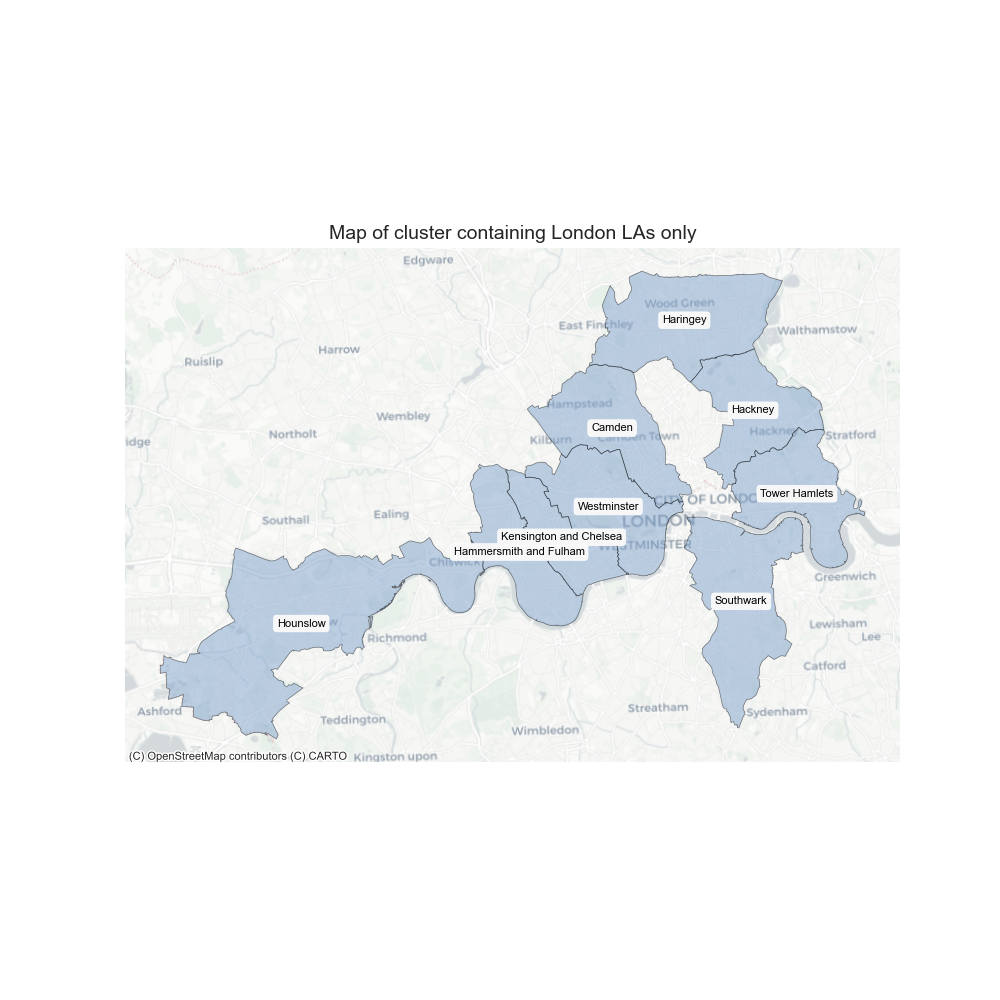 Map of cluster containing London LAs only
Edgware
Wood Green
Haringey
East Finchley
Walthamstow
Harrow
Ruislip
Hampstead
Hackney
Wembley
Camden
Camden Town
Northolt
Kilburn
Hackney
Stratford
idge
Tower Hamlets
CITY OF LONDO
Westminster
Southall
Ealing
LONDON
Kensington and Chelsea
WESTMINSTER
Hammersmith and Fulham
Chiswick
Greenwich
Southwark
Hounslow
Lewisham
Richmond
Lee
Catford
Ashford
Streatham
Sydenham
Teddington
Wimbledon
(C) OpenStreetMap contributors (C) CARTO
Kingston upon